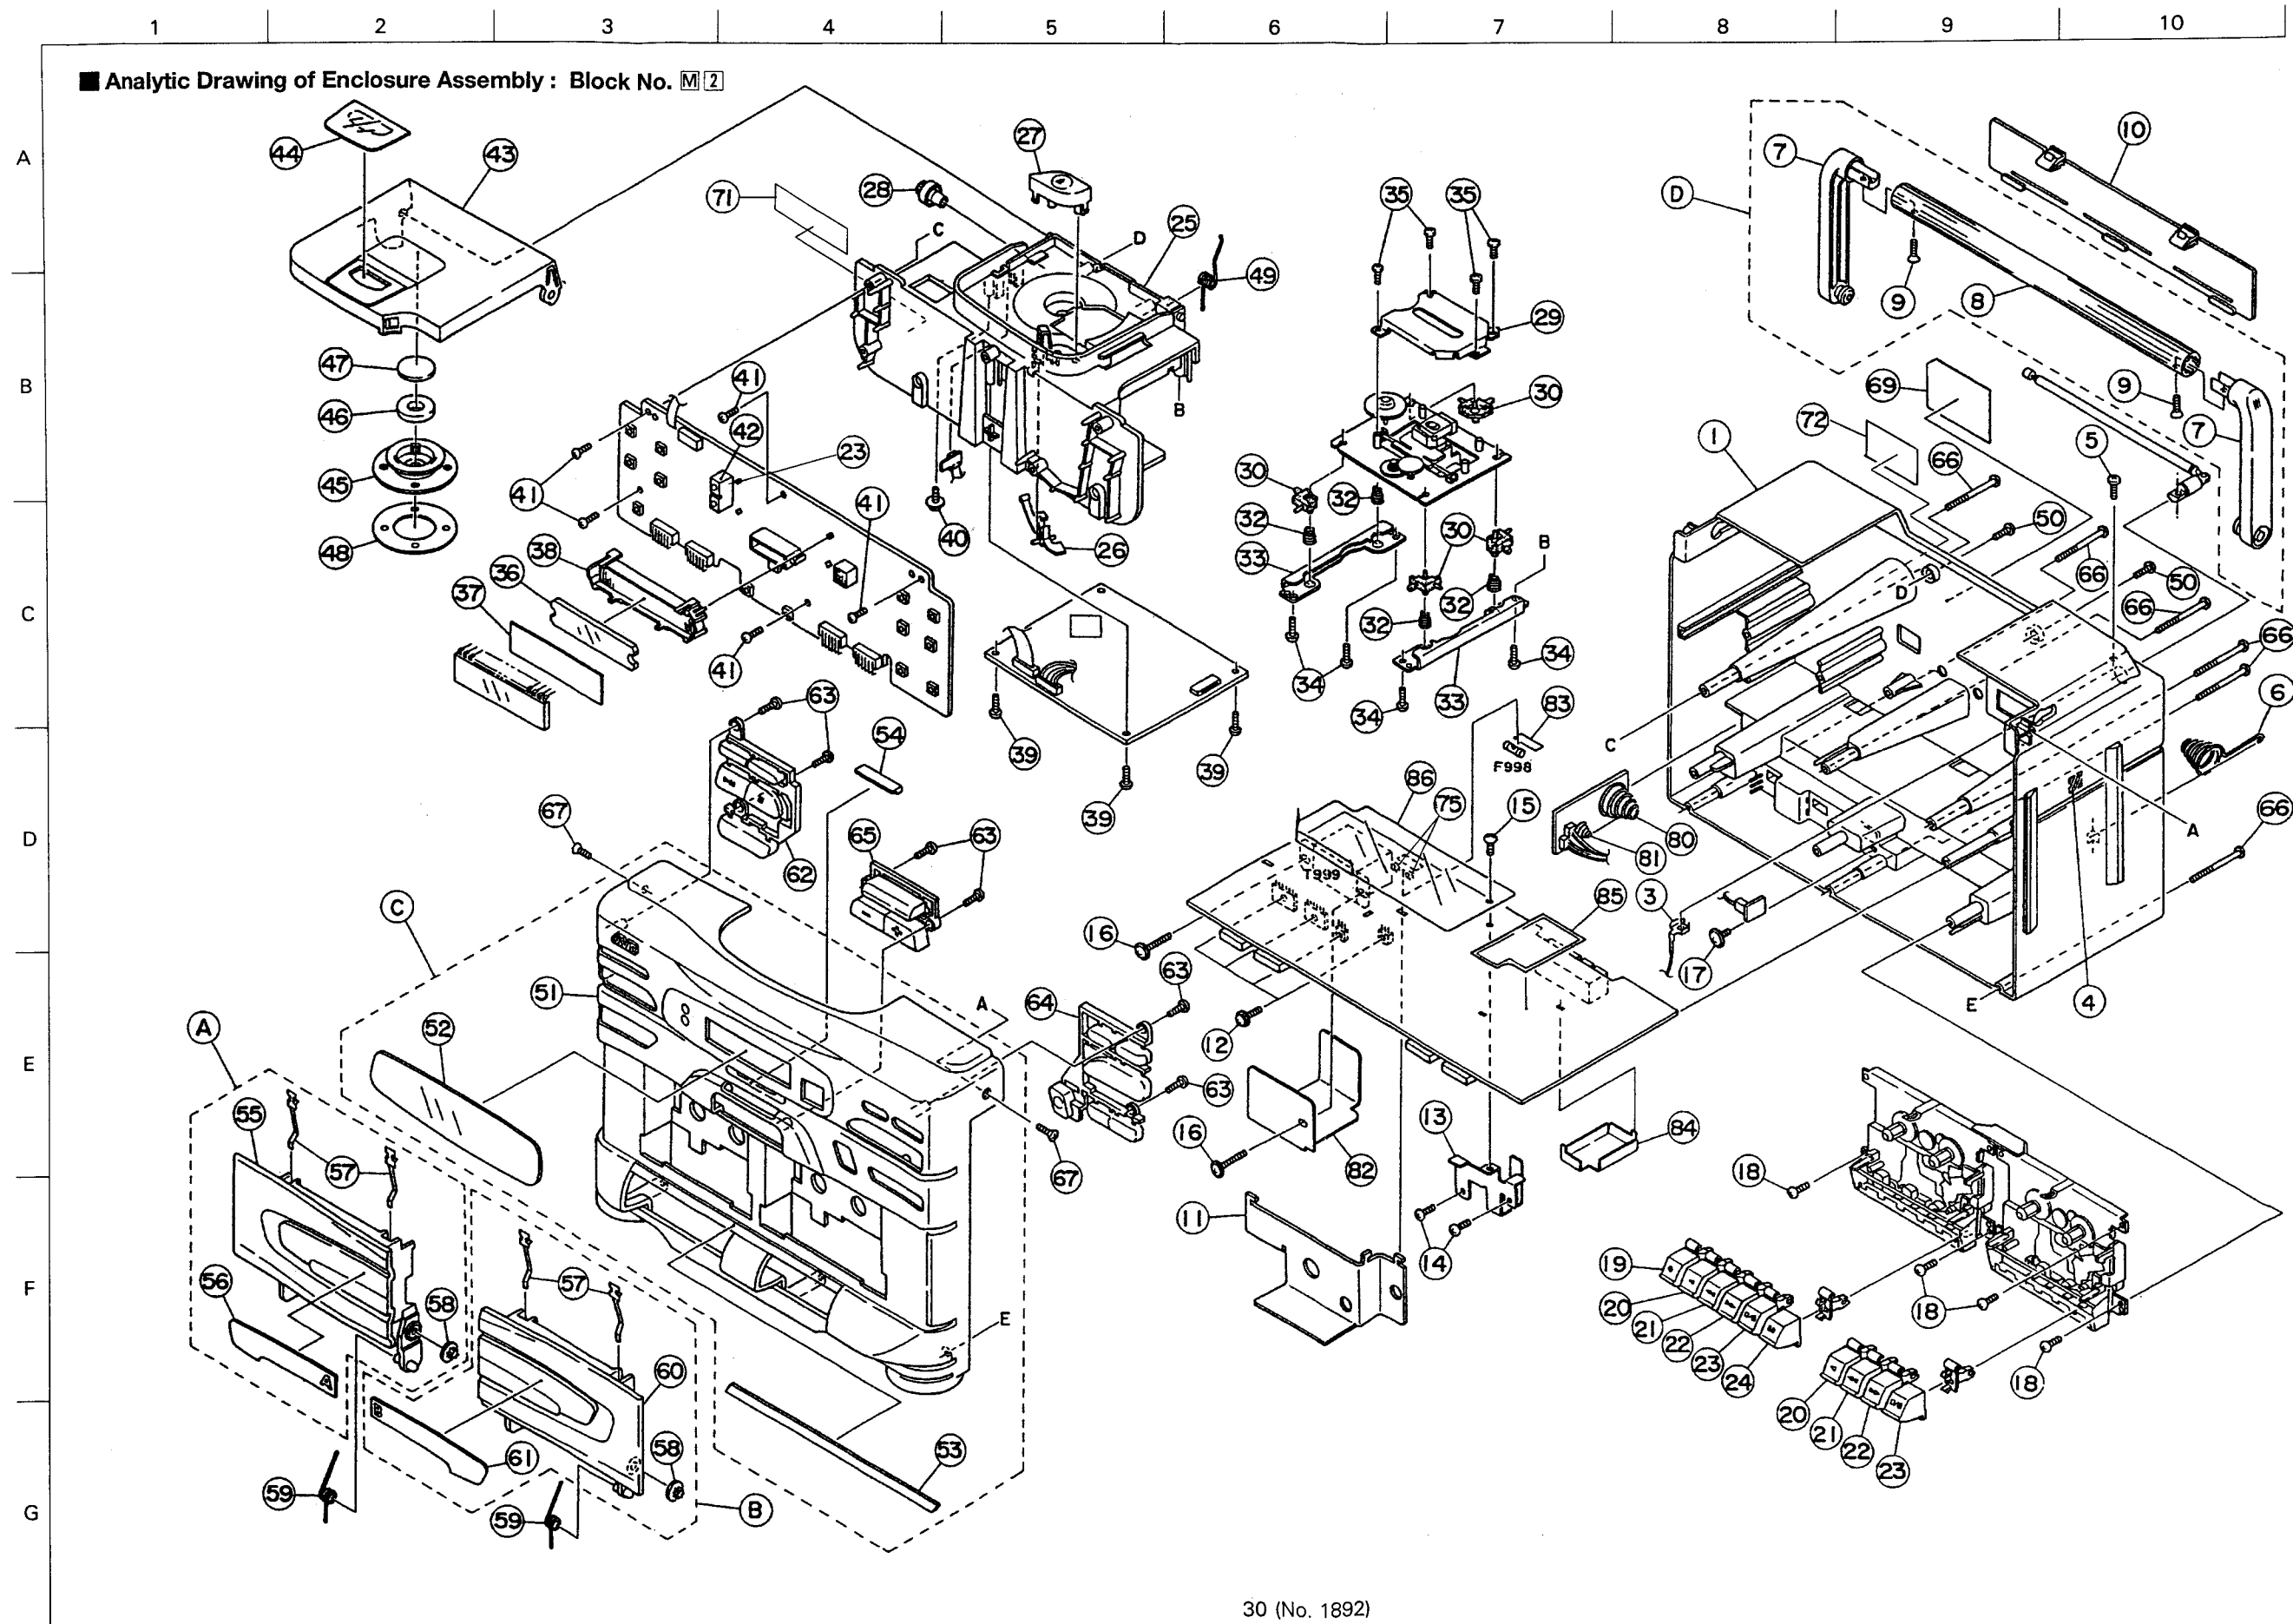 1 2 3 4 5 6 7 8 9 10
■ Analytic Drawing of Enclosure Assembly : Block No. M 2
A
B
C
D
E
F
G
44 43 71 28 27 25 49 35 35 29 7 D 10
C D
9 8
47 46 45 48
41 42 23 41 41 41 41
B
40 26
30 30 30 30
32 32 32 32
33 33
34 34 34
B
69 72 1 66 5 9 7
50 66 50 66
D
66 6
38 36 37
39 39 39
63 54 67 62 65 63
C
83
F998
86 75 15
T999
80 81
C
A
66
3
85
17
16 12 16
E
4
C
51
A
52
A
64 63 63
67
55 57 56 58
57
A
B
60 61 58 59 59
B
53
E
82 13 84
11 14
18 18 18
19 20 21 22 23 24
20 21 22 23
JVC
30 (No. 1892)